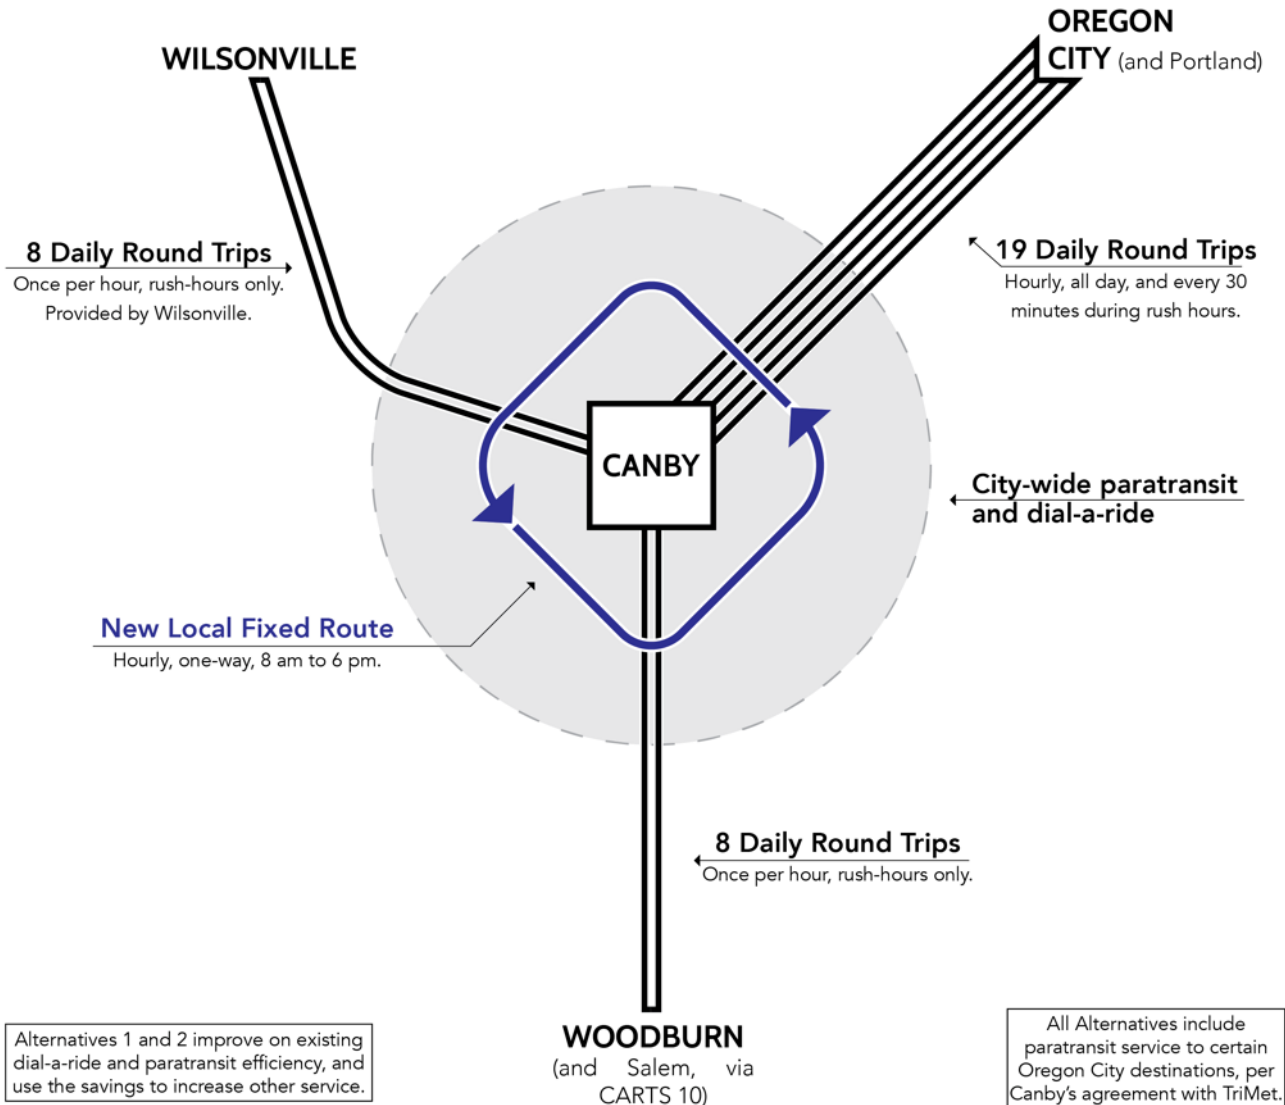 OREGON
CITY (and Portland)
WILSONVILLE
8 Daily Round Trips
Once per hour, rush-hours only.
Provided by Wilsonville.
19 Daily Round Trips
Hourly, all day, and every 30
minutes during rush hours.
CANBY
City-wide paratransit
and dial-a-ride
New Local Fixed Route
Hourly, one-way, 8 am to 6 pm.
8 Daily Round Trips
Once per hour, rush-hours only.
WOODBURN
(and Salem, via
CARTS 10)
Alternatives 1 and 2 improve on existing
dial-a-ride and paratransit efficiency, and
use the savings to increase other service.
All Alternatives include
paratransit service to certain
Oregon City destinations, per
Canby's agreement with TriMet.